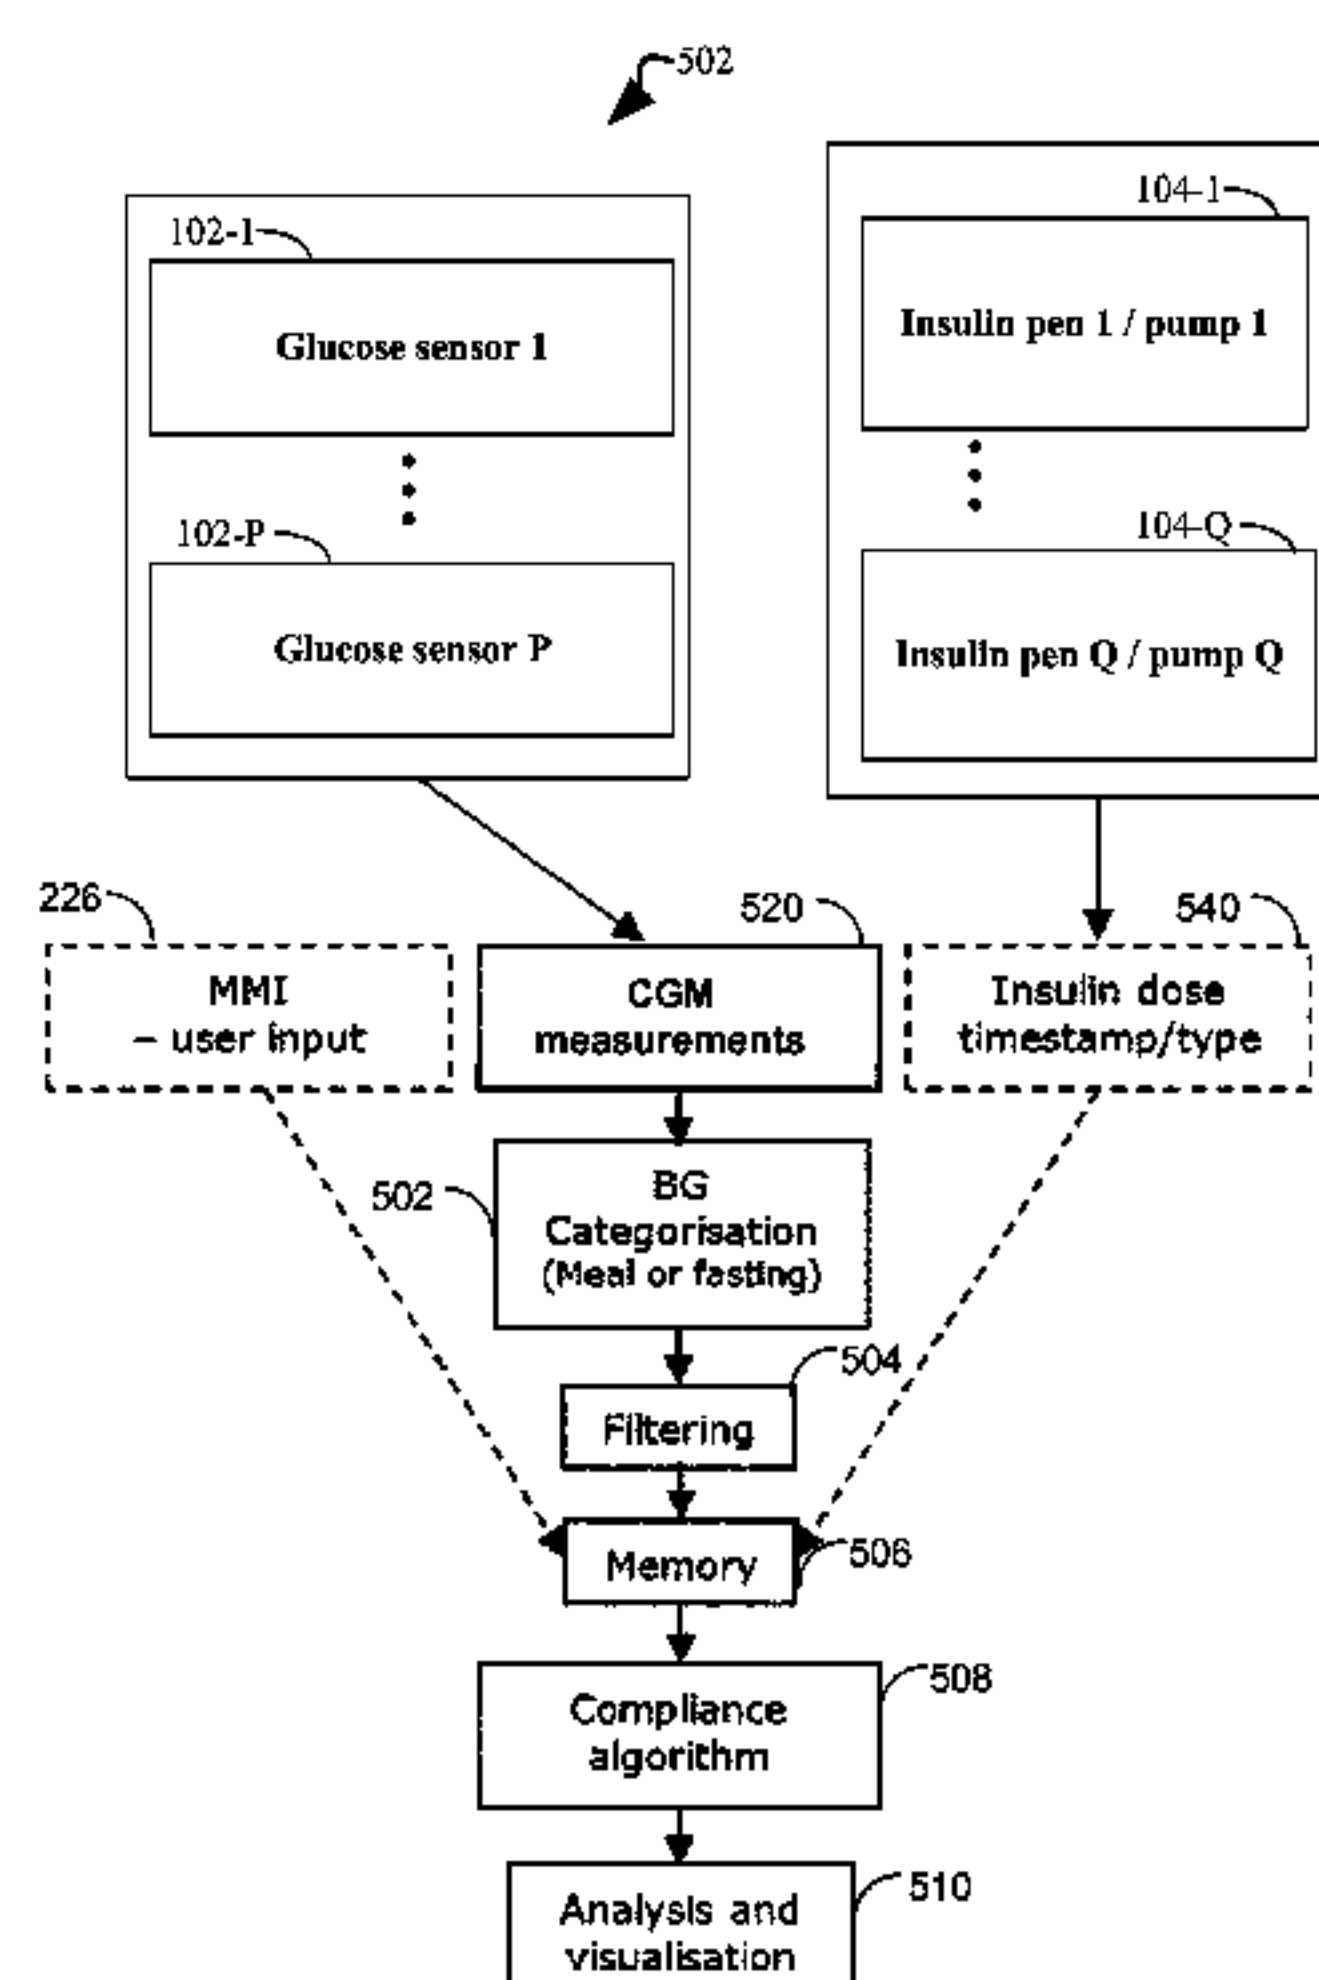 502
104-1
102-1
Insulin pen 1 / pump 1
Glucose sensor 1
104-Q
102-P
Glucose sensor P
Insulin pen Q / pump Q
226
520
540
MMI
– user input
CGM
measurements
Insulin dose
timestamp/type
502
BG
Categorisation
(Meal or fasting)
504
Filtering
506
Memory
508
Compliance
algorithm
510
Analysis and
visualisation